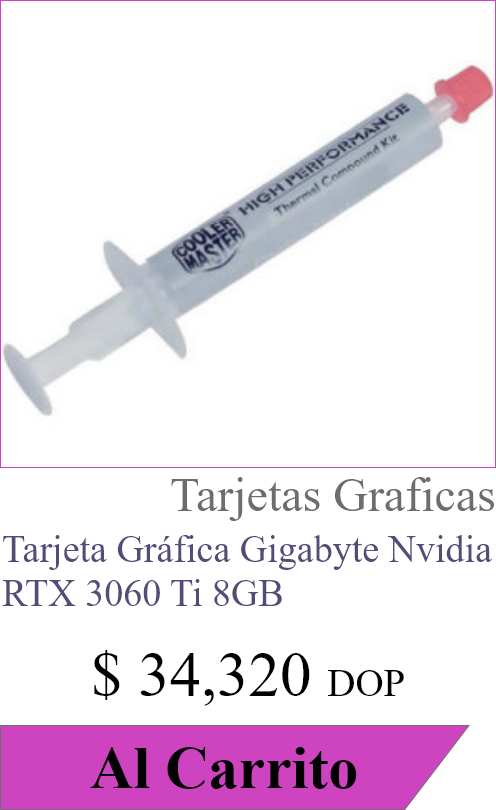 HIGH PERFORMANCE
Thermal Compound Kit
COOLER
MASTER
Tarjetas Graficas
Tarjeta Gráfica Gigabyte Nvidia
RTX 3060 Ti 8GB
$ 34,320 DOP
Al Carrito